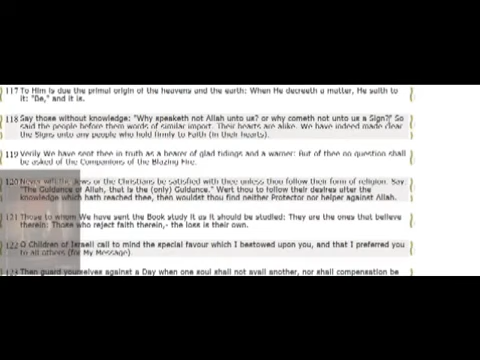 117 To Him is due the primal origin of the heavens and the earth: When He decreeth a matter, He saith to
it: "Be," and it is.
118 Say those without knowledge: "Why speaketh not Allah unto us? or why cometh not unto us a Sign?" So
said the people before them words of similar import. Their hearts are alike. We have indeed made clear
the Signs unto any people who hold firmly to Faith (in their hearts).
119 Verily We have sent thee in truth as a bearer of glad tidings and a warner: But of thee no question shall
be asked of the Companions of the Blazing Fire.
120 Never will the Jews or the Christians be satisfied with thee unless thou follow their form of religion. Say:
"The Guidance of Allah, that is the (only) Guidance." Wert thou to follow their desires after the
knowledge which hath reached thee, then wouldst thou find neither Protector nor helper against Allah.
121 Those to whom We have sent the Book study it as it should be studied: They are the ones that believe
therein: Those who reject faith therein,- the loss is their own.
122 O Children of Israel! call to mind the special favour which I bestowed upon you, and that I preferred you
to all others (for My Message).
123 Then guard yourselves against a Day when one soul shall not avail another, nor shall compensation be